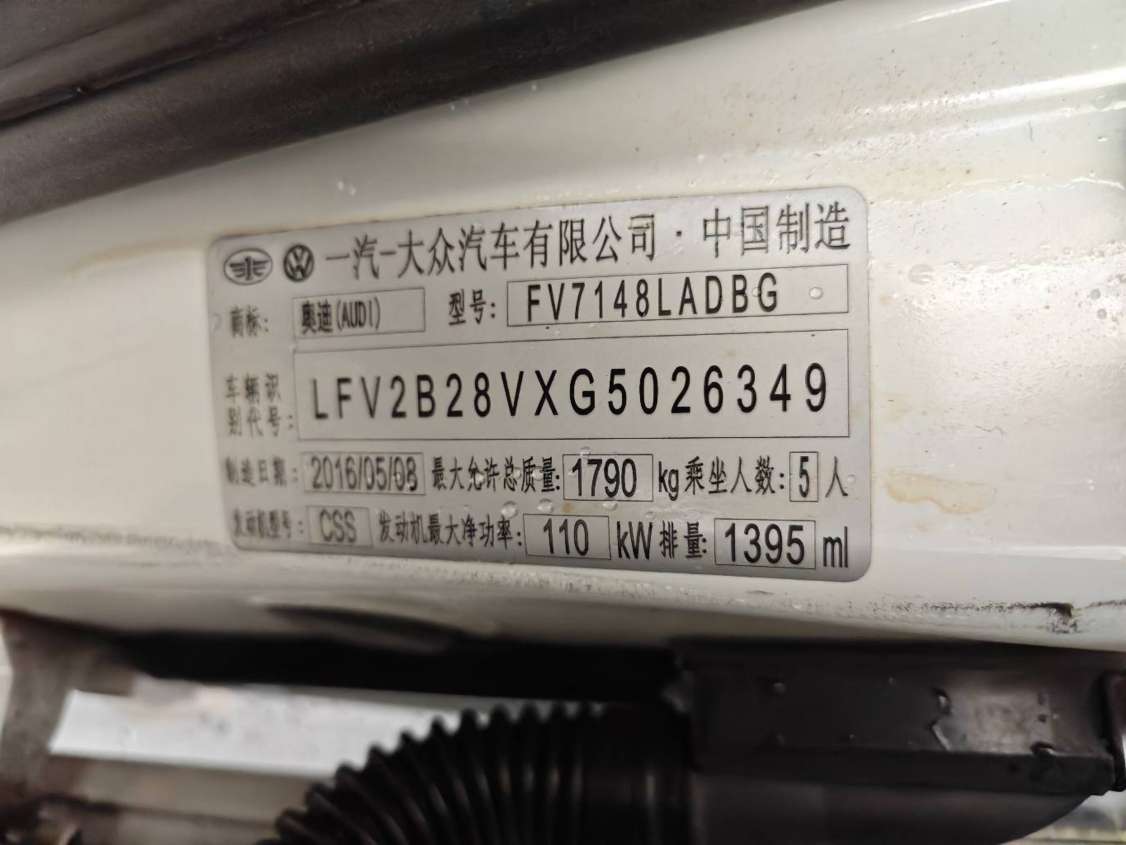 一汽-大众汽车有限公司·中国制造
商标: 奥迪(AUDI) 型号: FV7148LADBG
车辆识别代号: LFV2B28VXG5026349
制造日期: 2016/05/08 最大允许总质量: 1790 kg 乘坐人数: 5 人
发动机型号: CSS 发动机最大净功率: 110 kW 排量: 1395 ml